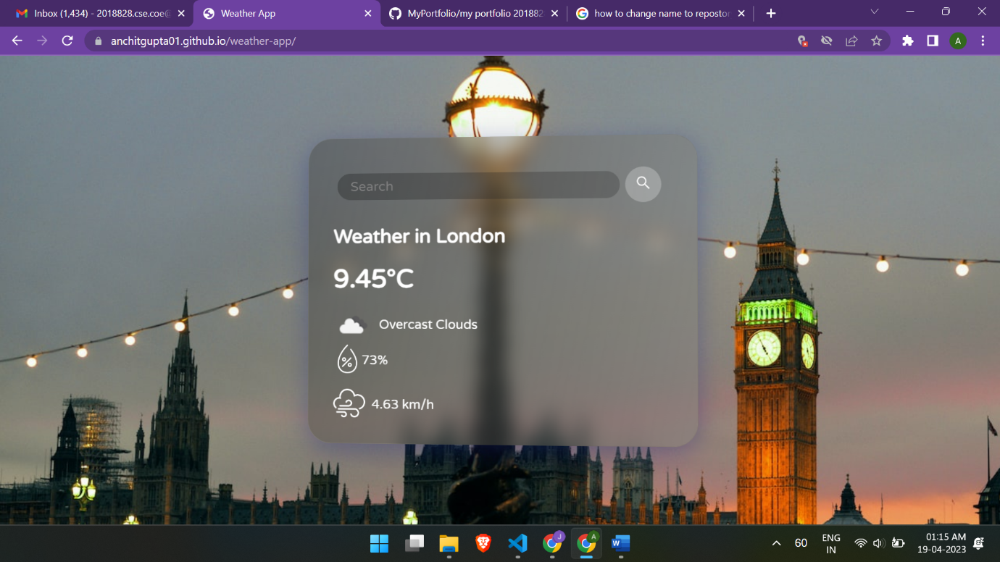 Inbox (1,434) - 2018828.cse.coe@
Weather App
MyPortfolio/my portfolio 201882
how to change name to repostor
anchitgupta01.github.io/weather-app/
A
Search
Weather in London
9.45°C
Overcast Clouds
%
73%
4.63 km/h
J
A
W
60
ENG
IN
01:15 AM
19-04-2023